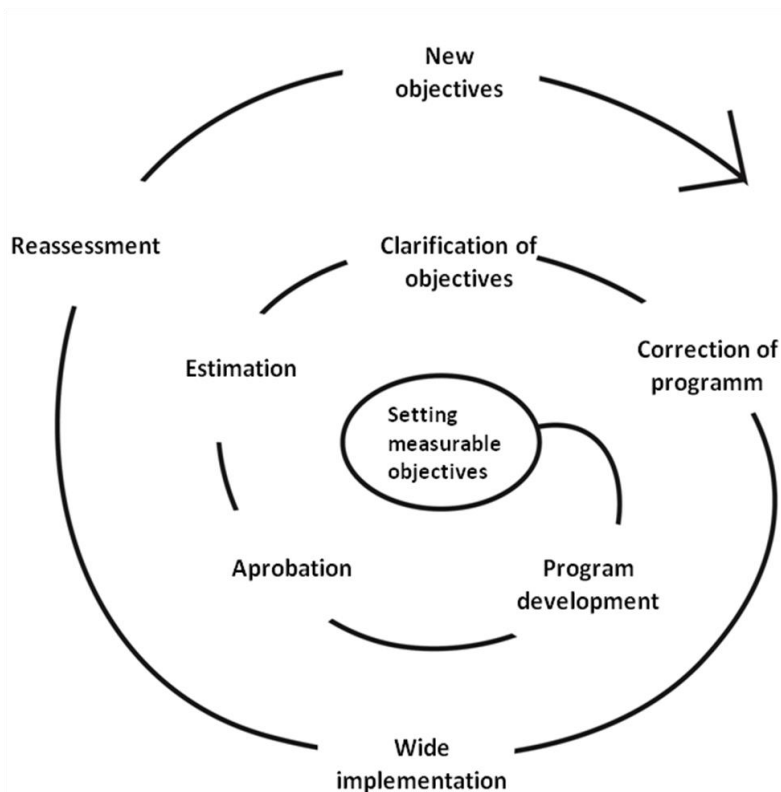 New
objectives
Reassessment
Clarification of
objectives
Correction of
programm
Estimation
Setting
measurable
objectives
Aprobation
Program
development
Wide
implementation